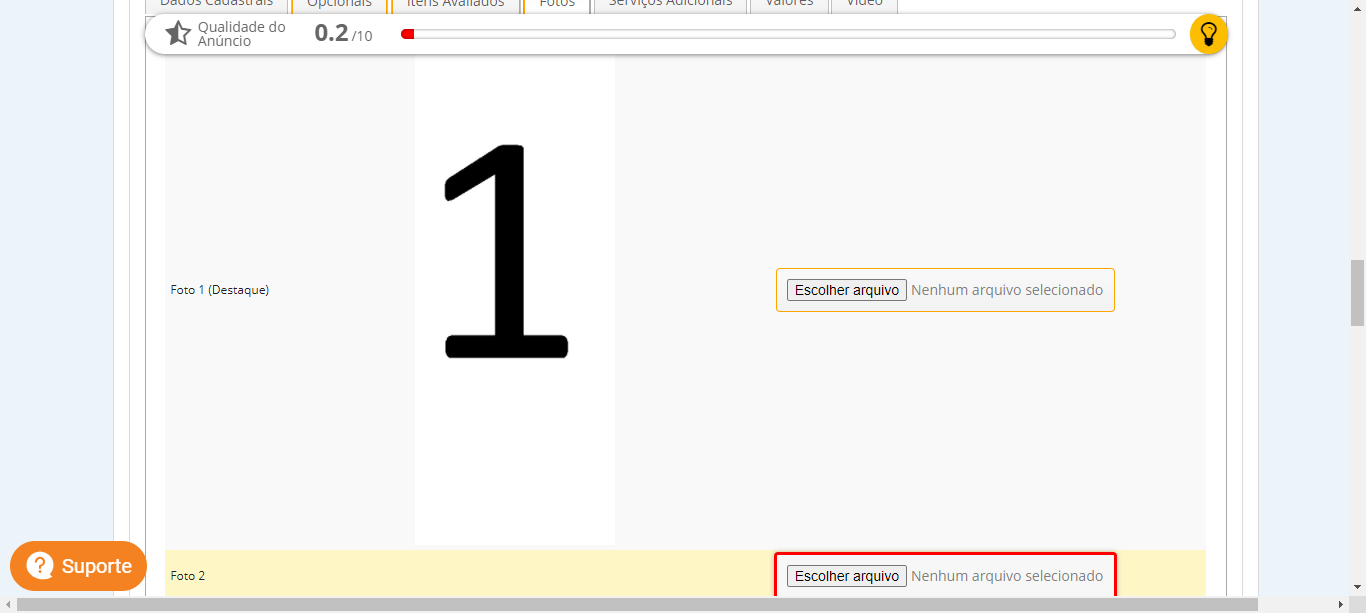 Dados Cadastrais Opcionais Itens Avaliados Fotos Serviços Adicionais Valores Vídeo
Qualidade do
Anúncio
0.2 /10
1
Foto 1 (Destaque)
Escolher arquivo Nenhum arquivo selecionado
Foto 2
Escolher arquivo Nenhum arquivo selecionado
? Suporte